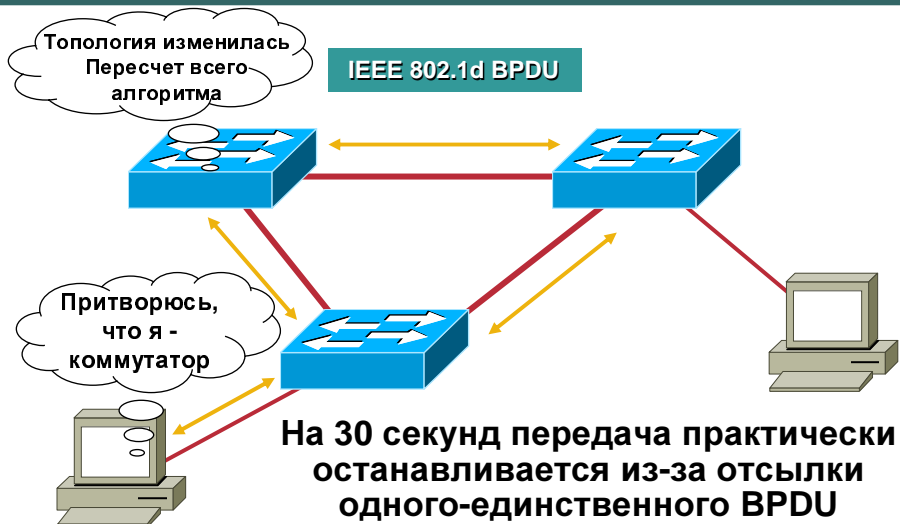 Топология изменилась
Пересчет всего
алгоритма
IEEE 802.1d BPDU
Притворюсь,
что я -
коммутатор
На 30 секунд передача практически
останавливается из-за отсылки
одного-единственного BPDU